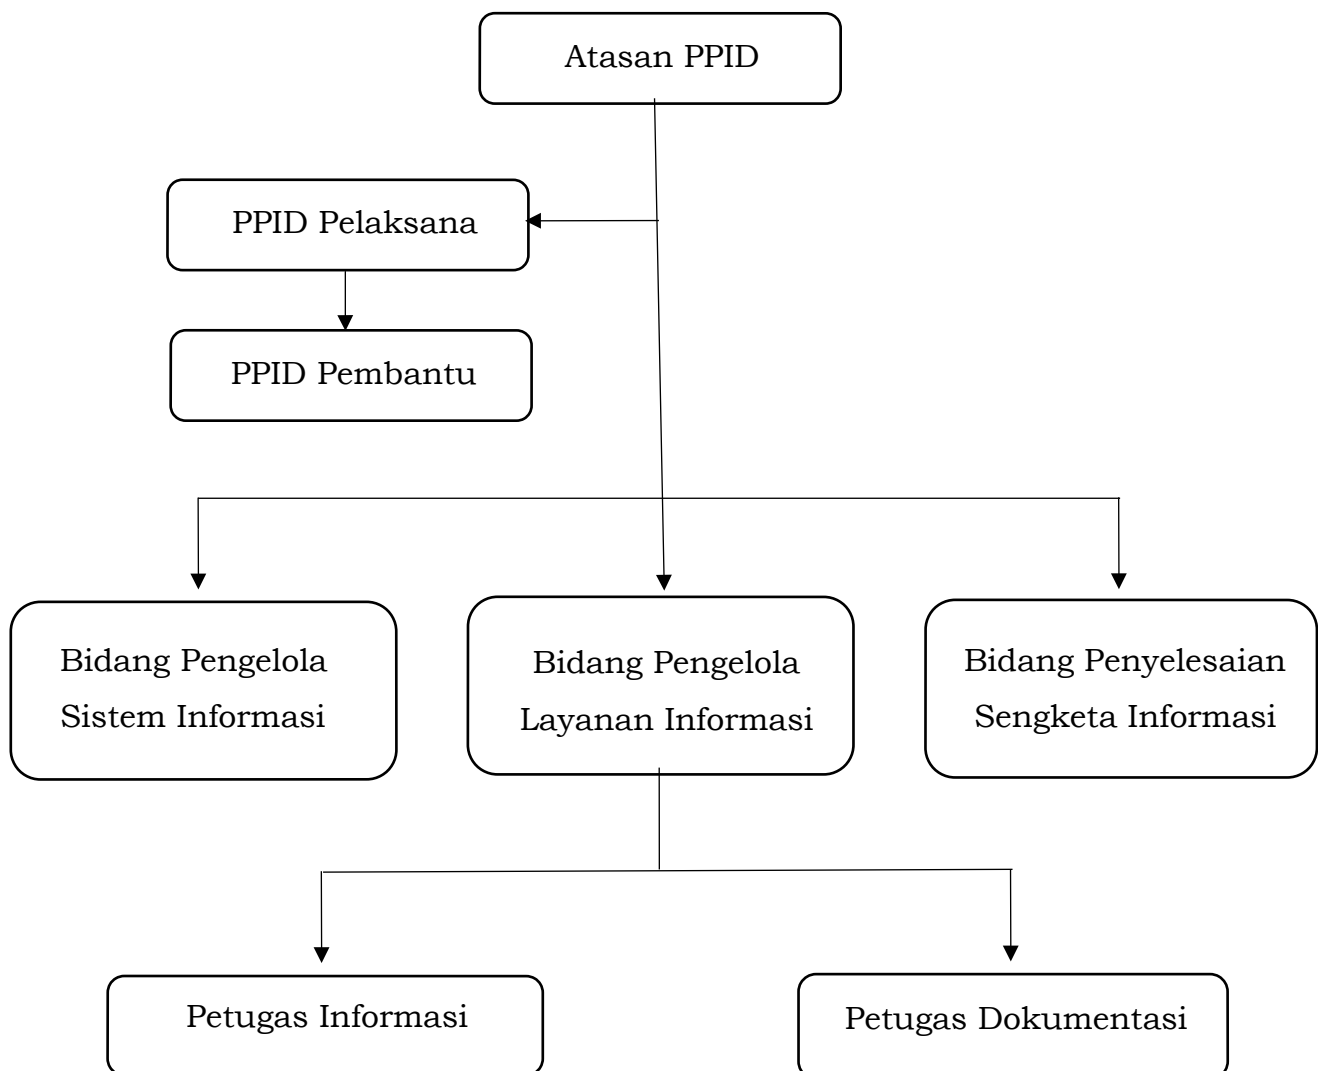 Atasan PPID
PPID Pelaksana
PPID Pembantu
Bidang Pengelola
Sistem Informasi
Bidang Pengelola
Layanan Informasi
Bidang Penyelesaian
Sengketa Informasi
Petugas Informasi
Petugas Dokumentasi